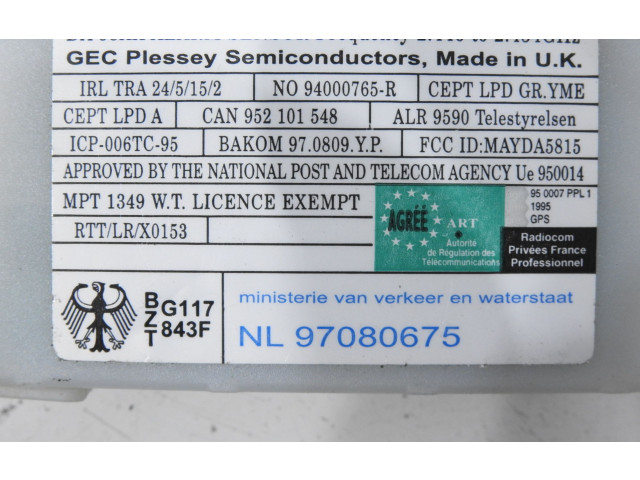 GEC Plessey Semiconductors, Made in U.K.
IRL TRA 24/5/15/2 NO 94000765-R CEPT LPD GR.YME
CEPT LPD A CAN 952 101 548 ALR 9590 Telestyrelsen
ICP-006TC-95 BAKOM 97.0809.Y.P. FCC ID:MAYDA5815
APPROVED BY THE NATIONAL POST AND TELECOM AGENCY Ue 950014
MPT 1349 W.T. LICENCE EXEMPT
RTT/LR/X0153
AGRÉÉ
ART
Autorité
de Régulation des
Télécommunications
95 0007 PPL 1
1995
GPS
Radiocom
Privées France
Professionnel
BZT
G117
843F
ministerie van verkeer en waterstaat
NL 97080675